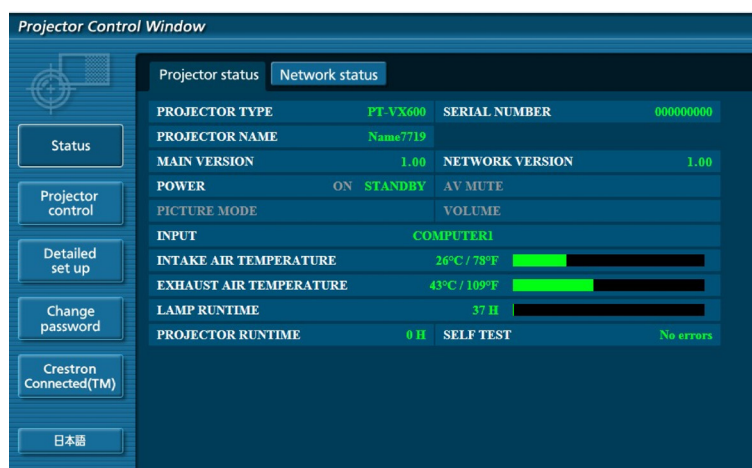 Projector Control Window
Projector status Network status
PROJECTOR TYPE PT-VX600 SERIAL NUMBER 000000000
PROJECTOR NAME Name7719
MAIN VERSION 1.00 NETWORK VERSION 1.00
POWER ON STANDBY AV MUTE
PICTURE MODE VOLUME
INPUT COMPUTER1
INTAKE AIR TEMPERATURE 26°C / 78°F
EXHAUST AIR TEMPERATURE 43°C / 109°F
LAMP RUNTIME 37 H
PROJECTOR RUNTIME 0 H SELF TEST No errors
Status
Projector
control
Detailed
set up
Change
password
Crestron
Connected(TM)
日本語